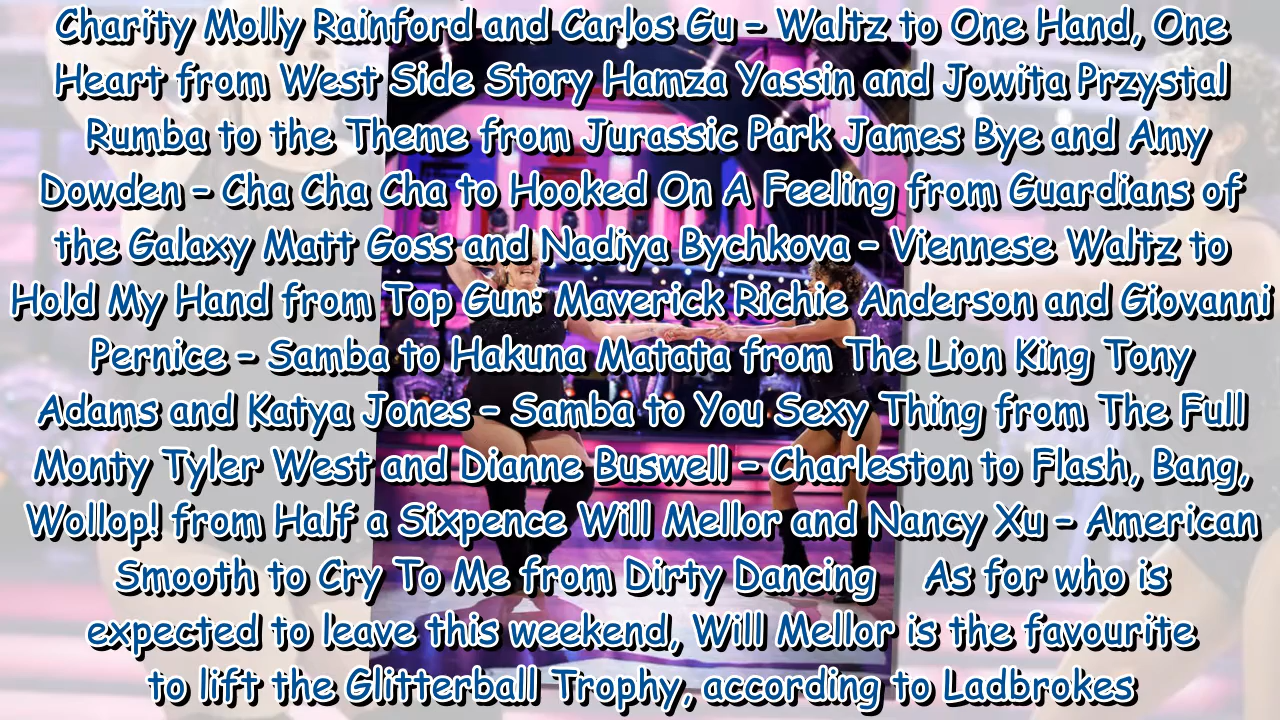 Charity Molly Rainford and Carlos Gu – Waltz to One Hand, One
Heart from West Side Story Hamza Yassin and Jowita Przystal
Rumba to the Theme from Jurassic Park James Bye and Amy
Dowden – Cha Cha Cha to Hooked On A Feeling from Guardians of
the Galaxy Matt Goss and Nadiya Bychkova – Viennese Waltz to
Hold My Hand from Top Gun: Maverick Richie Anderson and Giovanni
Pernice – Samba to Hakuna Matata from The Lion King Tony
Adams and Katya Jones – Samba to You Sexy Thing from The Full
Monty Tyler West and Dianne Buswell – Charleston to Flash, Bang,
Wollop! from Half a Sixpence Will Mellor and Nancy Xu – American
Smooth to Cry To Me from Dirty Dancing As for who is
expected to leave this weekend, Will Mellor is the favourite
to lift the Glitterball Trophy, according to Ladbrokes